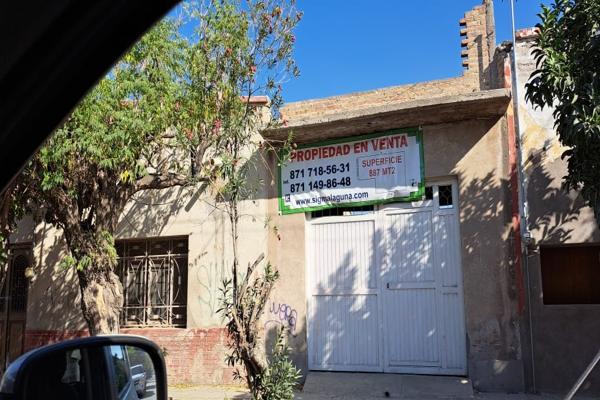 PROPIEDAD EN VENTA
871 718-56-31
871 149-86-48
SUPERFICIE
887 MT2
www.sigmalaguna.com